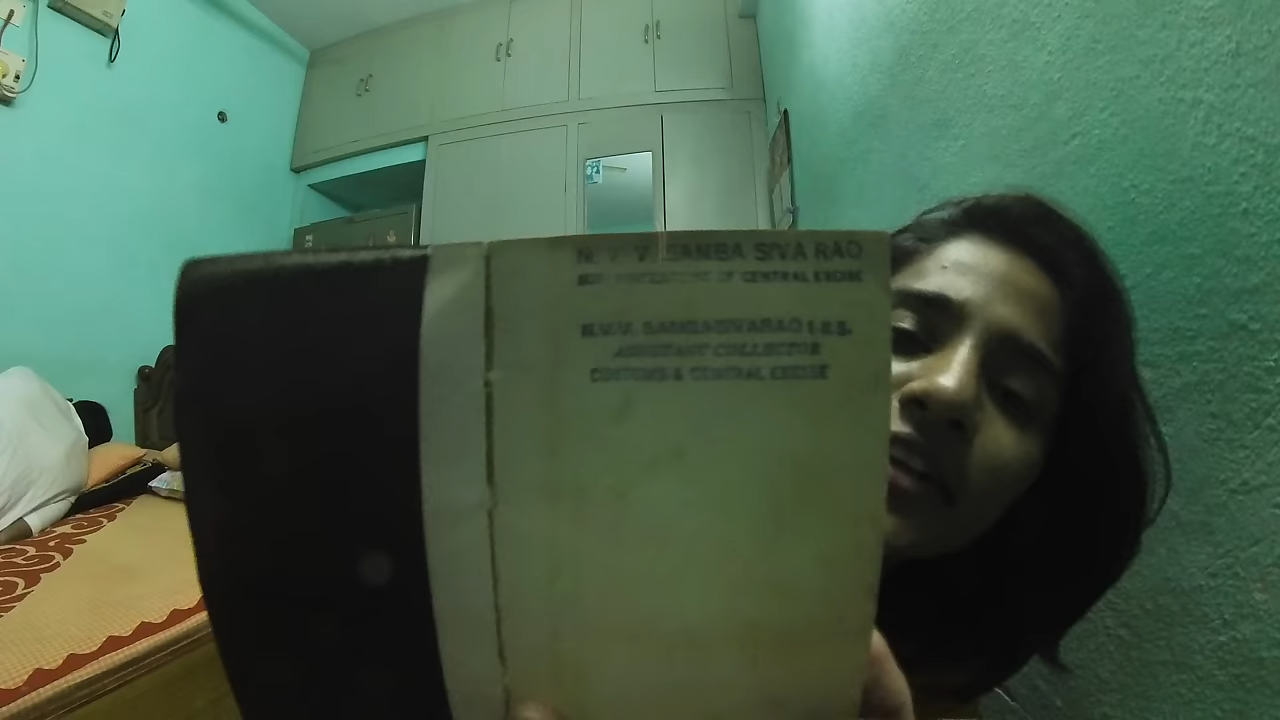 N. V. V. SAMBA SIVA RAO
OF CENTRAL EXCISE
N.V.V. SAMBASIVARAO I.R.S.
ASSISTANT COLLECTOR
CUSTOMS & CENTRAL EXCISE